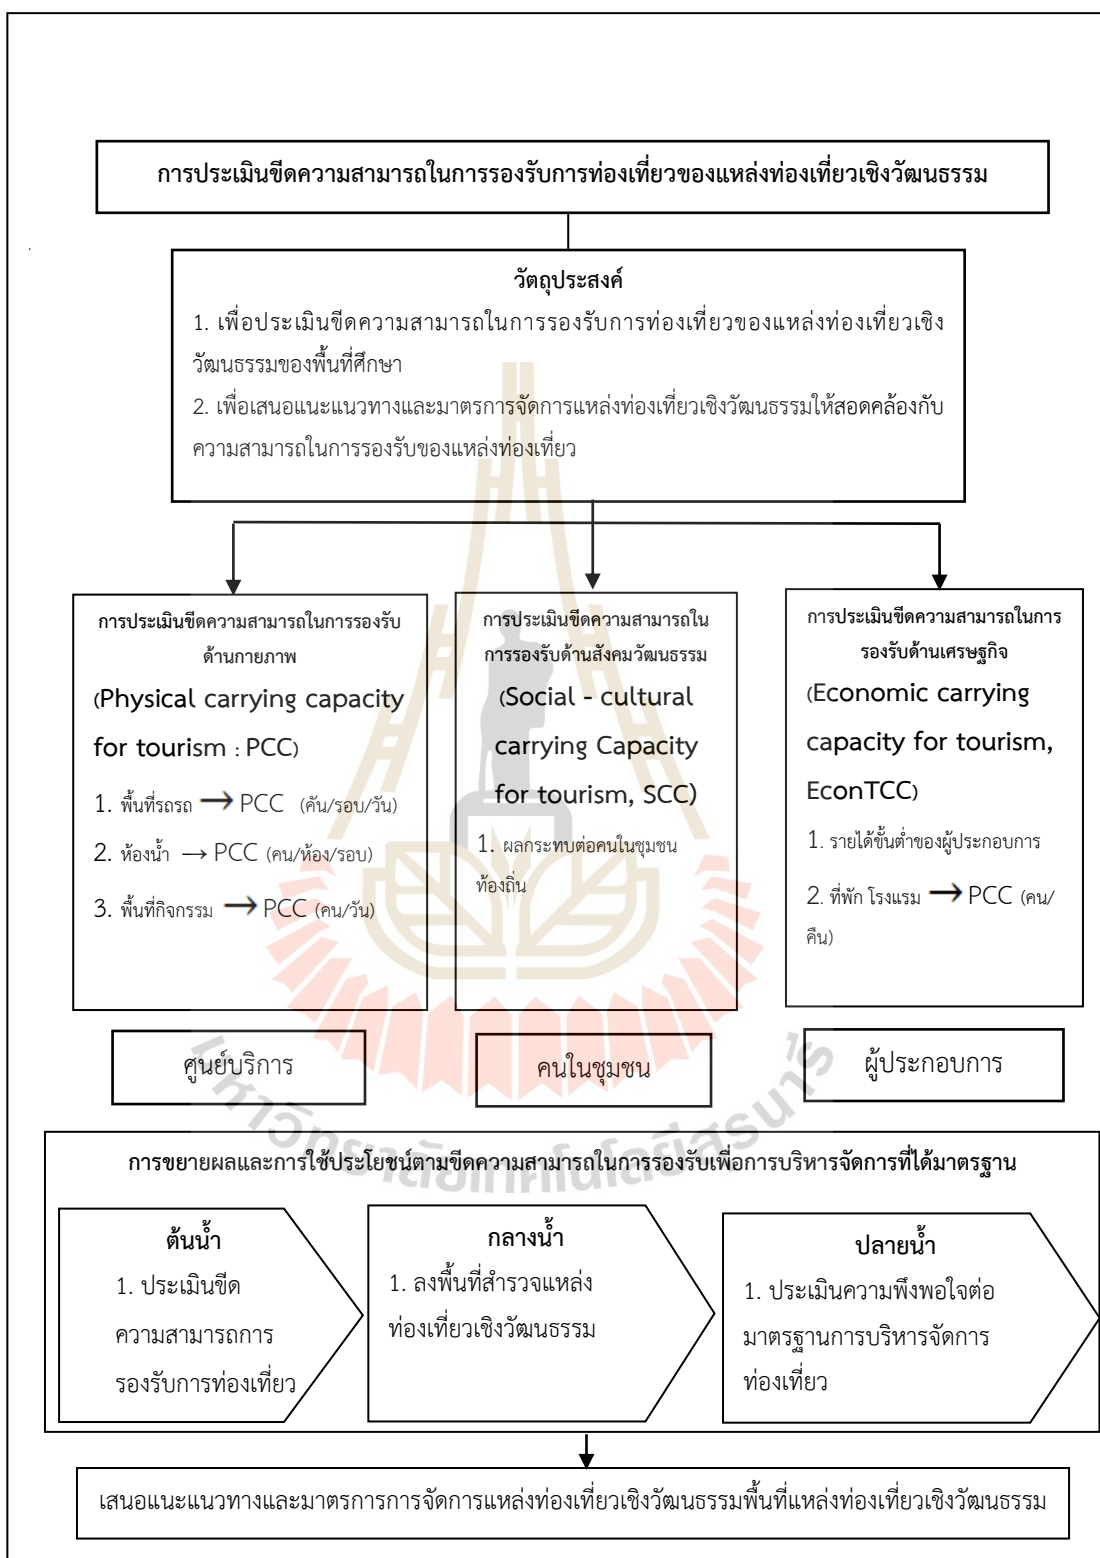 การประเมินขีดความสามารถในการรองรับการท่องเที่ยวของแหล่งท่องเที่ยวเชิงวัฒนธรรม
วัตถุประสงค์
1. เพื่อประเมินขีดความสามารถในการรองรับการท่องเที่ยวของแหล่งท่องเที่ยวเชิง
วัฒนธรรมของพื้นที่ศึกษา
2. เพื่อเสนอแนะแนวทางและมาตรการจัดการแหล่งท่องเที่ยวเชิงวัฒนธรรมให้สอดคล้องกับ
ความสามารถในการรองรับของแหล่งท่องเที่ยว
การประเมินขีดความสามารถในการรองรับ
ด้านกายภาพ
(Physical carrying capacity
for tourism : PCC)
1. พื้นที่รถรถ → PCC (คัน/รอบ/วัน)
2. ห้องน้ำ → PCC (คน/ห้อง/รอบ)
3. พื้นที่กิจกรรม → PCC (คน/วัน)
การประเมินขีดความสามารถใน
การรองรับด้านสังคมวัฒนธรรม
(Social - cultural
carrying Capacity
for tourism, SCC)
1. ผลกระทบต่อคนในชุมชน
ท้องถิ่น
การประเมินขีดความสามารถในการ
รองรับด้านเศรษฐกิจ
(Economic carrying
capacity for tourism,
EconTCC)
1. รายได้ขั้นต่ำของผู้ประกอบการ
2. ที่พัก โรงแรม → PCC (คน/
คืน)
ศูนย์บริการ
คนในชุมชน
ผู้ประกอบการ
มหาวิทยาลัยเทคโนโลยีสุรนารี
การขยายผลและการใช้ประโยชน์ตามขีดความสามารถในการรองรับเพื่อการบริหารจัดการที่ได้มาตรฐาน
ต้นน้ำ
1. ประเมินขีด
ความสามารถการ
รองรับการท่องเที่ยว
กลางน้ำ
1. ลงพื้นที่สำรวจแหล่ง
ท่องเที่ยวเชิงวัฒนธรรม
ปลายน้ำ
1. ประเมินความพึงพอใจต่อ
มาตรฐานการบริหารจัดการ
ท่องเที่ยว
เสนอแนะแนวทางและมาตรการการจัดการแหล่งท่องเที่ยวเชิงวัฒนธรรมพื้นที่แหล่งท่องเที่ยวเชิงวัฒนธรรม